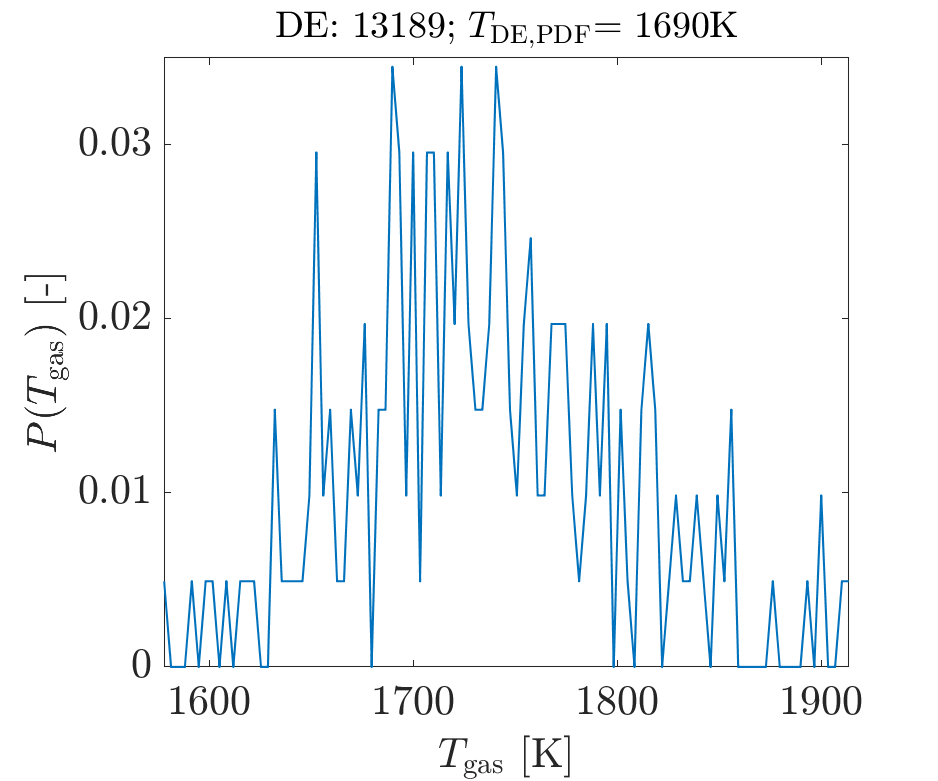 DE: 13189; T_DE,PDF= 1690K
0.03
0.02
0.01
0
P(T_gas) [-]
1600 1700 1800 1900
T_gas [K]